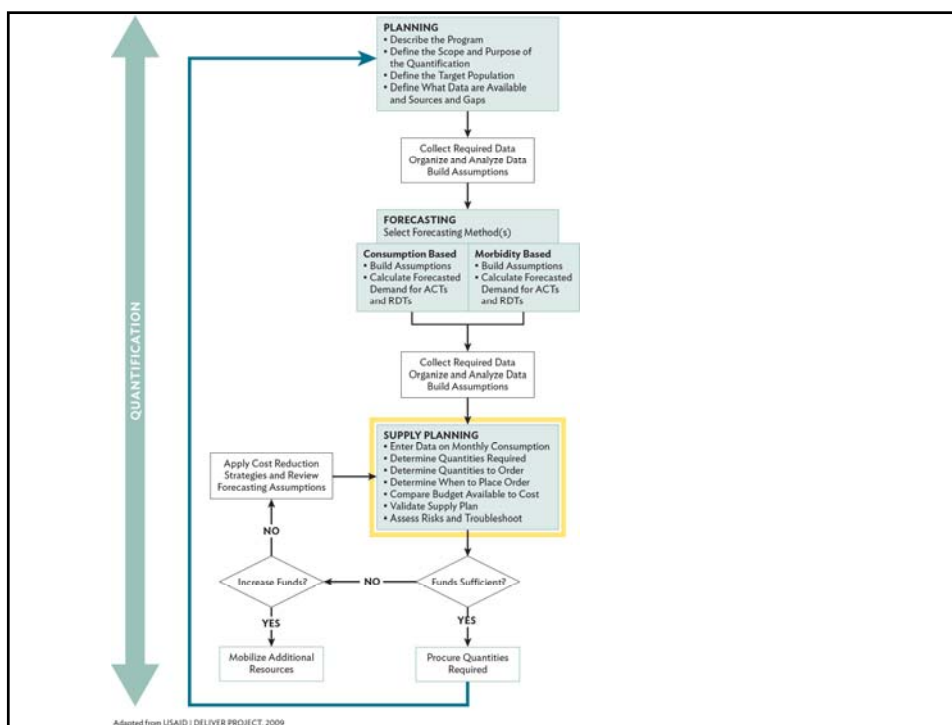 PLANNING
• Describe the Program
• Define the Scope and Purpose of
the Quantification
• Define the Target Population
• Define What Data are Available
and Sources and Gaps
Collect Required Data
Organize and Analyze Data
Build Assumptions
FORECASTING
Select Forecasting Method(s)
Consumption Based
• Build Assumptions
• Calculate Forecasted
Demand for ACTs
and RDTs
Morbidity Based
• Build Assumptions
• Calculate Forecasted
Demand for ACTs
and RDTs
QUANTIFICATION
Collect Required Data
Organize and Analyze Data
Build Assumptions
SUPPLY PLANNING
• Enter Data on Monthly Consumption
• Determine Quantities Required
• Determine Quantities to Order
• Determine When to Place Order
• Compare Budget Available to Cost
• Validate Supply Plan
• Assess Risks and Troubleshoot
Apply Cost Reduction
Strategies and Review
Forecasting Assumptions
NO
Increase Funds?
NO
Funds Sufficient?
YES
YES
Mobilize Additional
Resources
Procure Quantities
Required
Adapted from USAID | DELIVER PROJECT, 2009